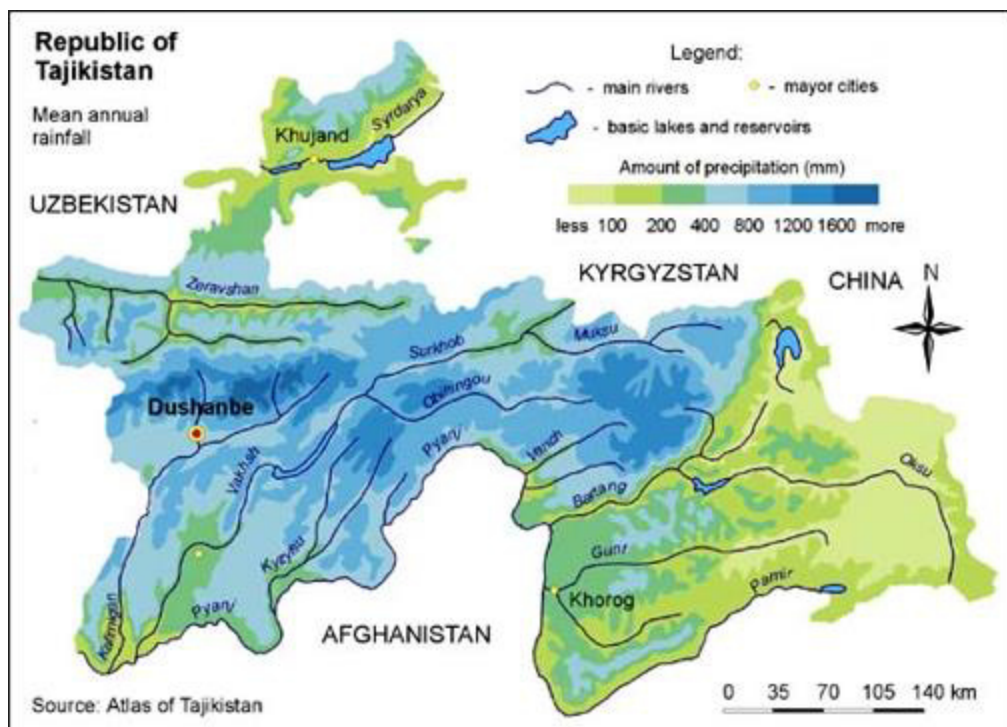 Republic of
Tajikistan
Mean annual
rainfall
Legend:
- main rivers
- mayor cities
- basic lakes and reservoirs
Amount of precipitation (mm)
less 100 200 400 800 1200 1600 more
Khujand
Syrdarya
UZBEKISTAN
KYRGYZSTAN
CHINA
N
Zeravshan
Surkhob
Muksu
Obihingou
Dushanbe
Vakhsh
Pyanj
Vanch
Bartang
Oksu
Kyzylsu
Gunt
Pamir
Khorog
Kafirnigan
Pyanj
AFGHANISTAN
Source: Atlas of Tajikistan
0 35 70 105 140 km